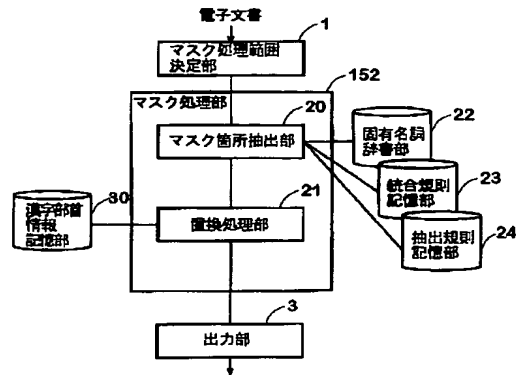 電子文書
1
マスク処理範囲
決定部
152
マスク処理部
20
マスク箇所抽出部
22
固有名詞
辞書部
23
統合規則
記憶部
24
抽出規則
記憶部
21
置換処理部
30
漢字部首
情報
記憶部
3
出力部